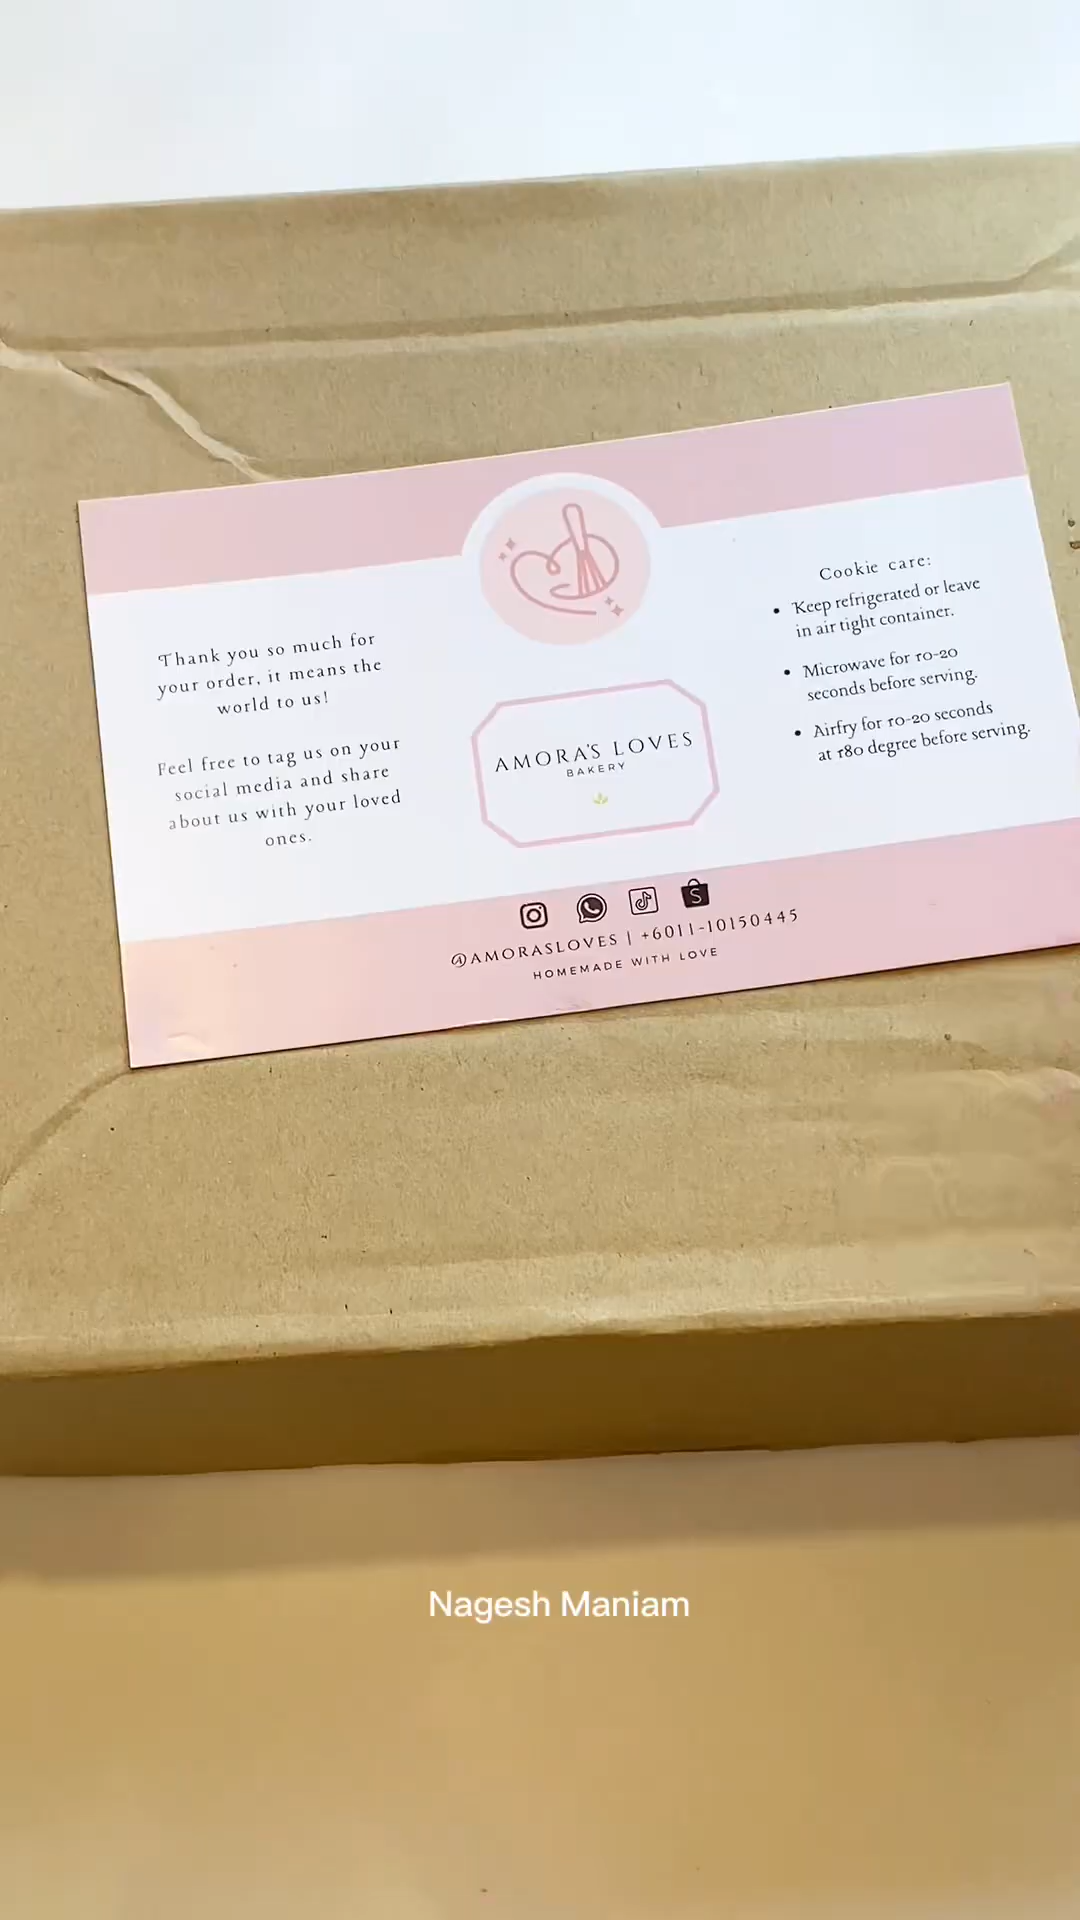 Thank you so much for
your order, it means the
world to us!
Feel free to tag us on your
social media and share
about us with your loved
ones.
AMORA'S LOVES
BAKERY
Cookie care:
• Keep refrigerated or leave
in air tight container.
• Microwave for 10-20
seconds before serving.
• Airfry for 10-20 seconds
at 180 degree before serving.
@AMORASLOVES | +6011-10150445
HOMEMADE WITH LOVE
Nagesh Maniam